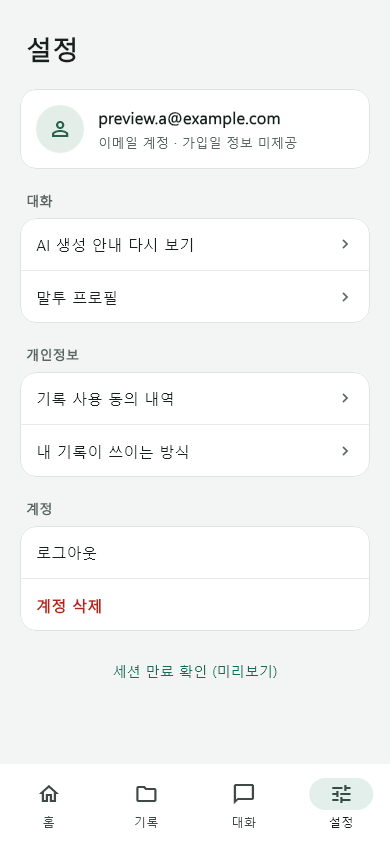 설정
preview.a@example.com
이메일 계정 · 가입일 정보 미제공
대화
AI 생성 안내 다시 보기
말투 프로필
개인정보
기록 사용 동의 내역
내 기록이 쓰이는 방식
계정
로그아웃
계정 삭제
세션 만료 확인 (미리보기)
홈
기록
대화
설정